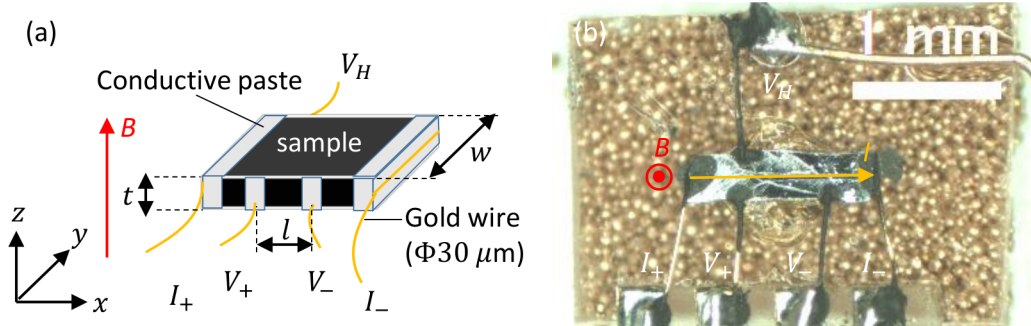 (a)
V_H
Conductive paste
B
sample
w
t
l
Gold wire
(Φ30 μm)
z
y
x
I_+
V_+
V_-
I_-
(b)
1 mm
V_H
B
I
I_+
V_+
V_-
I_-